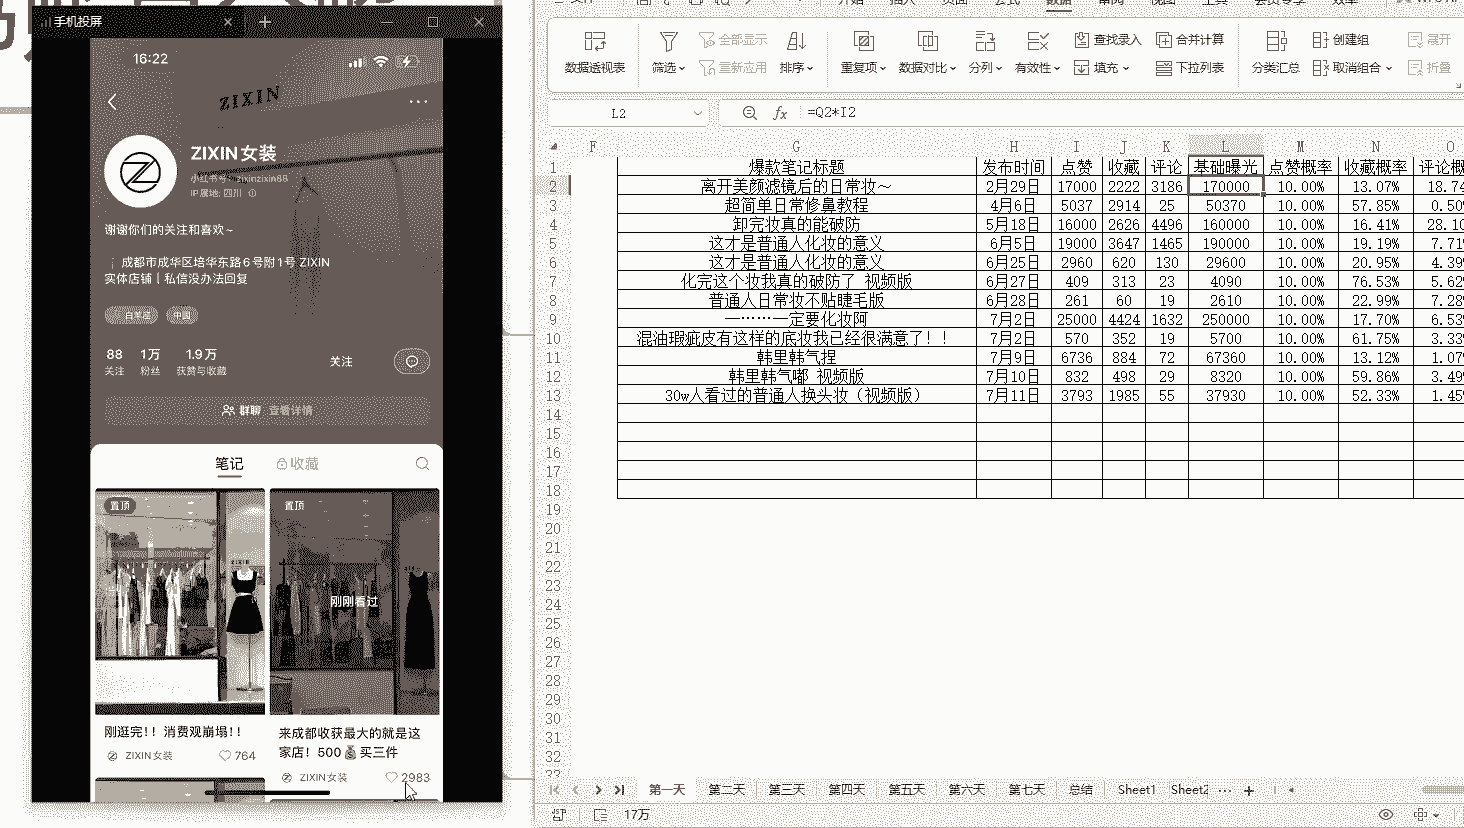 手机投屏
16:22
ZIXIN
ZIXIN女装
IP属地: 四川
谢谢你们的关注和喜欢~
成都市成华区培华东路6号附1号 ZIXIN
实体店铺丨私信没办法回复
白羊座 中国
88 1万 1.9万
关注 粉丝 获赞与收藏
关注
群聊 查看详情
笔记 收藏
置顶 置顶
刚刚看过
刚逛完!! 消费观崩塌!!
ZIXIN女装 764
来成都收获最大的就是这
家店! 500💰买三件
ZIXIN女装 2983
数据透视表 筛选 全部显示 重新应用 排序 重复项 数据对比 分列 有效性 查找录入 填充 合并计算 下拉列表 分类汇总 创建组 取消组合 展开 折叠
L2 fx =Q2*I2
F G H I J K L M N O
1 爆款笔记标题 发布时间 点赞 收藏 评论 基础曝光 点赞概率 收藏概率
2 离开美颜滤镜后的日常妆~ 2月29日 17000 2222 3186 170000 10.00% 13.07% 18.74
3 超简单日常修鼻教程 4月6日 5037 2914 25 50370 10.00% 57.85% 0.50
4 卸完妆真的能破防 5月18日 16000 2626 4496 160000 10.00% 16.41% 28.10
5 这才是普通人化妆的意义 6月5日 19000 3647 1465 190000 10.00% 19.19% 7.71
6 这才是普通人化妆的意义 6月25日 2960 620 130 29600 10.00% 20.95% 4.39
7 化完这个妆我真的破防了 视频版 6月27日 409 313 23 4090 10.00% 76.53% 5.62
8 普通人日常妆不贴睫毛版 6月28日 261 60 19 2610 10.00% 22.99% 7.28
9 一……一定要化妆阿 7月2日 25000 4424 1632 250000 10.00% 17.70% 6.53
10 混油瑕疵皮有这样的底妆我已经很满意了！！ 7月2日 570 352 19 5700 10.00% 61.75% 3.33
11 韩里韩气捏 7月9日 6736 884 72 67360 10.00% 13.12% 1.07
12 韩里韩气嘟 视频版 7月10日 832 498 29 8320 10.00% 59.86% 3.49
13 30w人看过的普通人换头妆（视频版） 7月11日 3793 1985 55 37930 10.00% 52.33% 1.45
14
15
16
17
18
19
20
21
22
23
24
25
26
27
28
29
30
31
32
第一天 第二天 第三天 第四天 第五天 第六天 第七天 总结 Sheet1 Sheet2 ···
17万